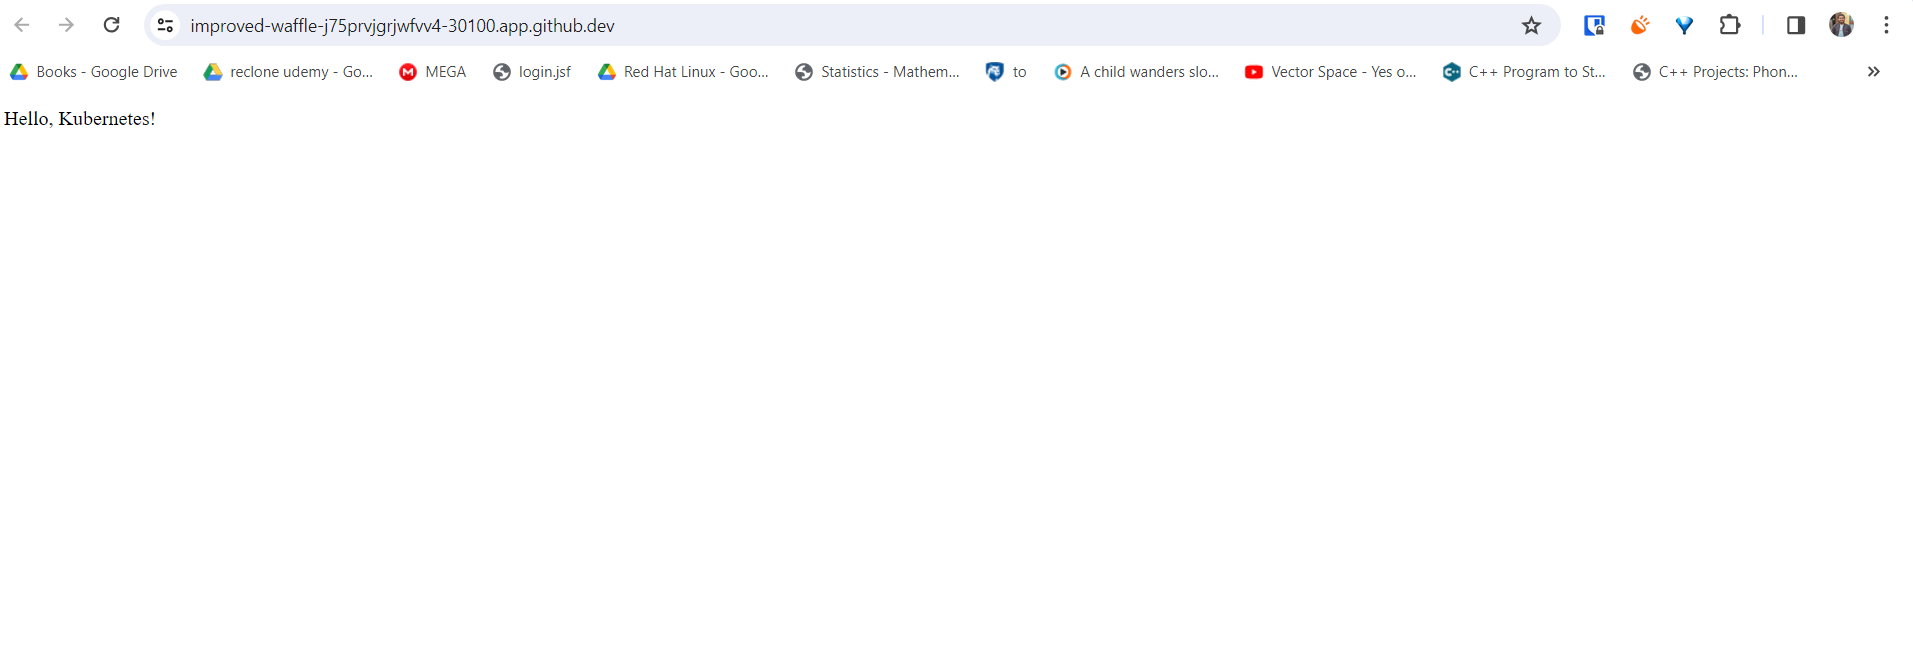 improved-waffle-j75prvjgrjwfvv4-30100.app.github.dev
Books - Google Drive reclone udemy - Go... MEGA login.jsf Red Hat Linux - Goo... Statistics - Mathem... to A child wanders slo... Vector Space - Yes o... C++ Program to St... C++ Projects: Phon... »
Hello, Kubernetes!